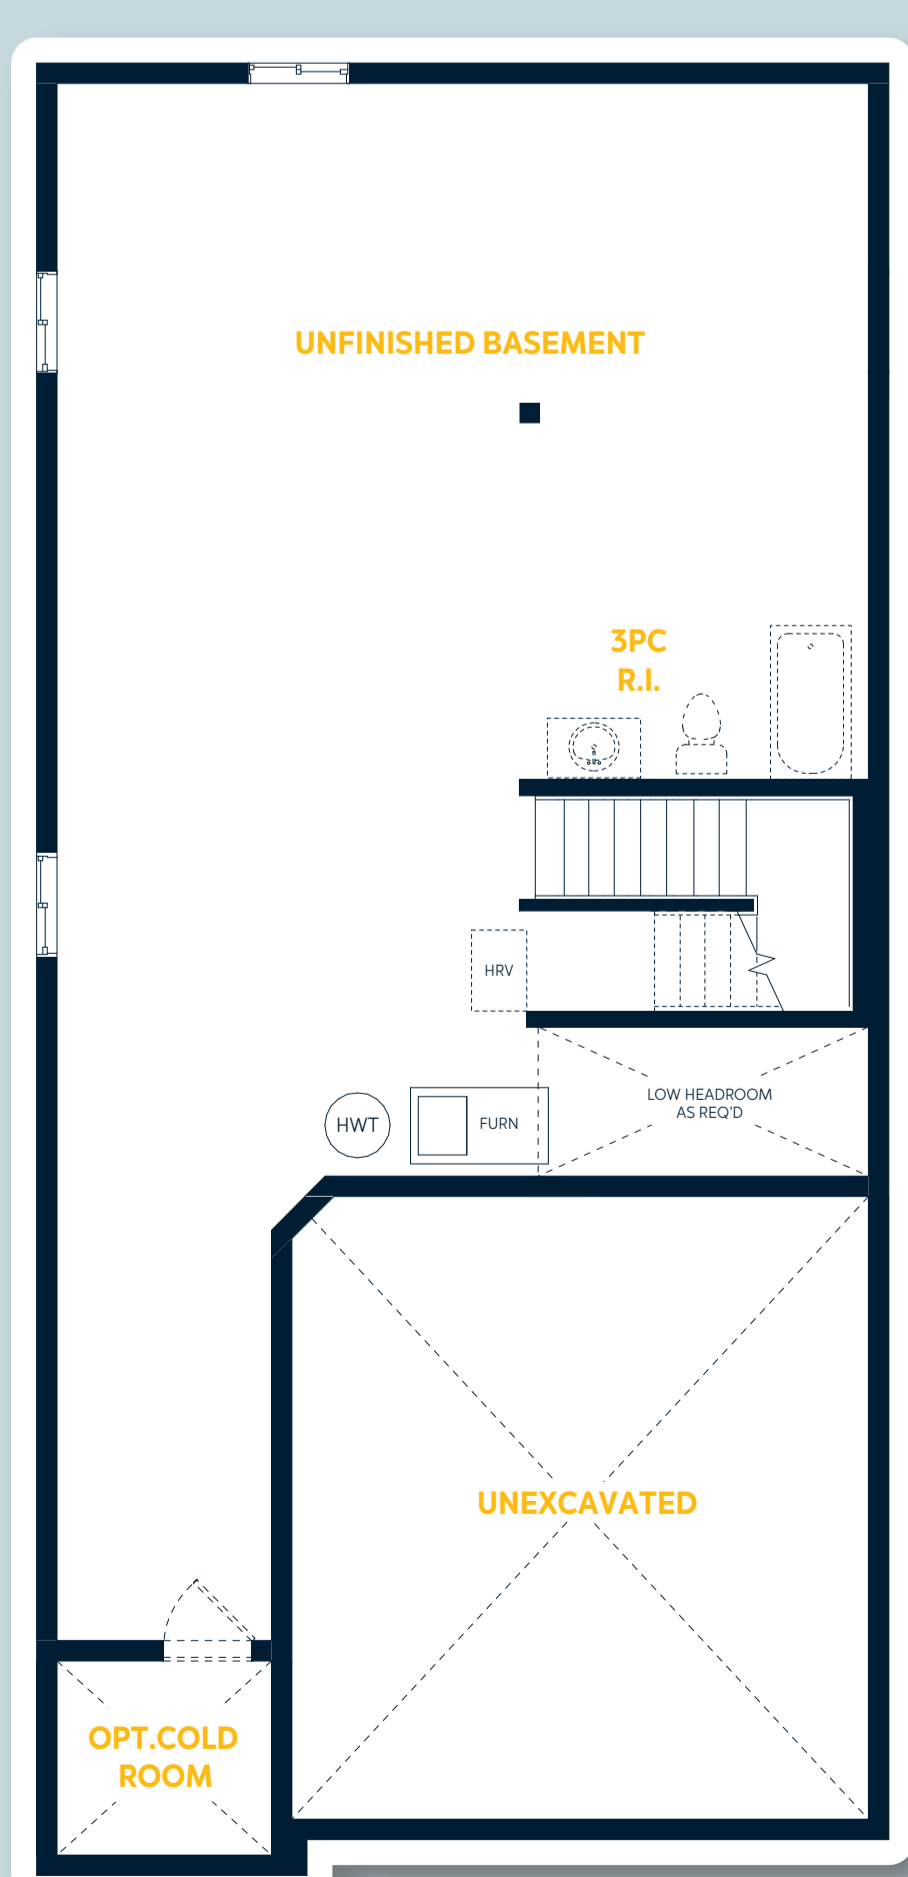 UNFINISHED BASEMENT
3PC
R.I.
HRV
LOW HEADROOM
AS REQ'D
HWT
FURN
UNEXCAVATED
OPT.COLD
ROOM